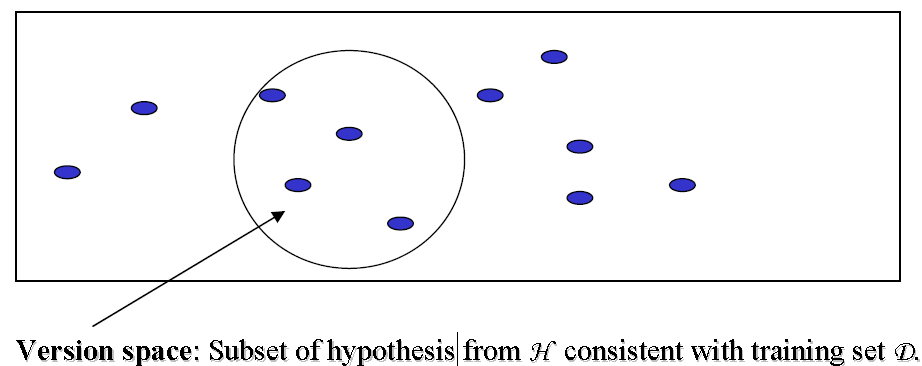 Version space: Subset of hypothesis from ℋ consistent with training set 𝒟.